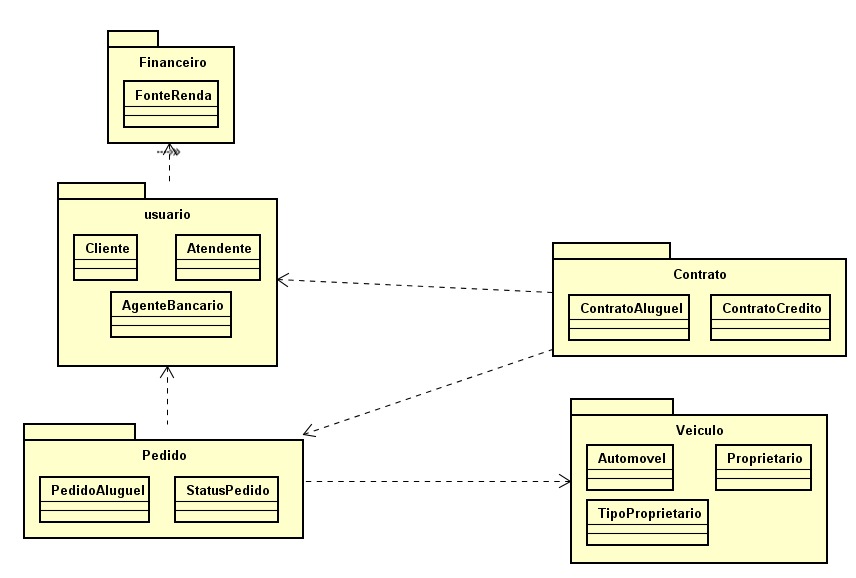 Financeiro
FonteRenda
usuario
Cliente
Atendente
AgenteBancario
Contrato
ContratoAluguel
ContratoCredito
Pedido
PedidoAluguel
StatusPedido
Veiculo
Automovel
Proprietario
TipoProprietario